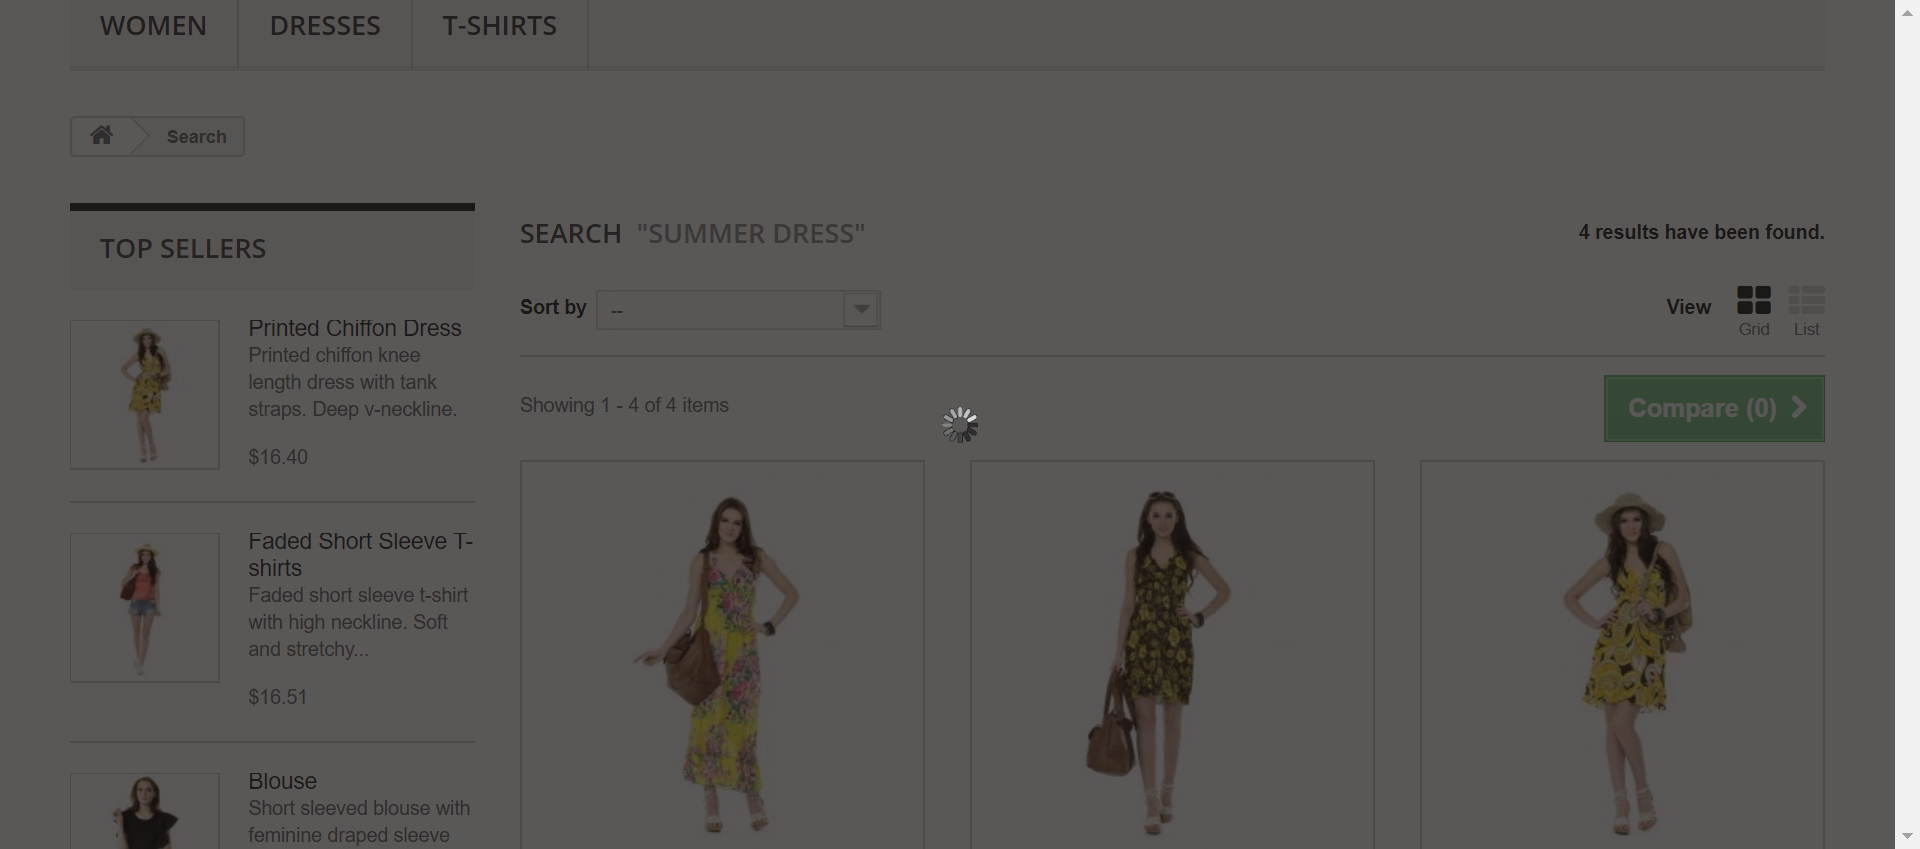 WOMEN
DRESSES
T-SHIRTS
Search
TOP SELLERS
Printed Chiffon Dress
Printed chiffon knee
length dress with tank
straps. Deep v-neckline.
$16.40
Faded Short Sleeve T-
shirts
Faded short sleeve t-shirt
with high neckline. Soft
and stretchy...
$16.51
Blouse
Short sleeved blouse with
feminine draped sleeve
SEARCH "SUMMER DRESS"
4 results have been found.
Sort by --
View
Grid
List
Showing 1 - 4 of 4 items
Compare (0)